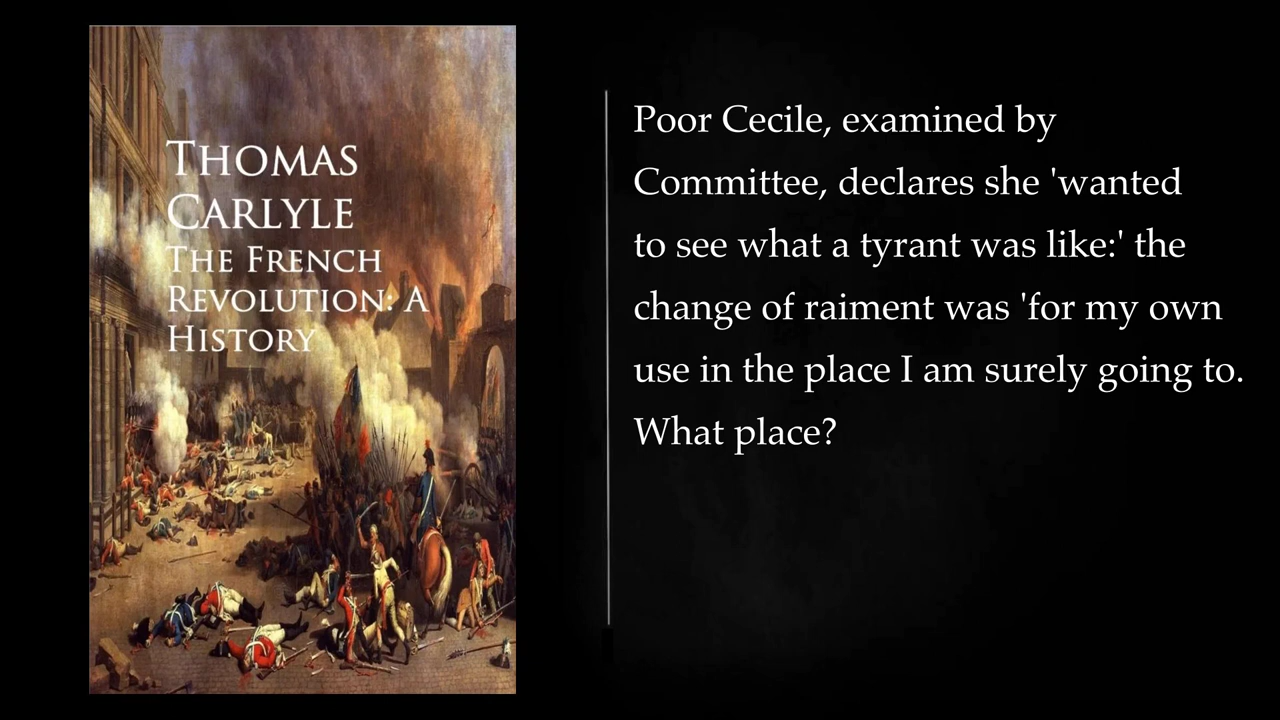 THOMAS
CARLYLE
THE FRENCH
REVOLUTION: A
HISTORY
Poor Cecile, examined by
Committee, declares she 'wanted
to see what a tyrant was like:' the
change of raiment was 'for my own
use in the place I am surely going to.
What place?